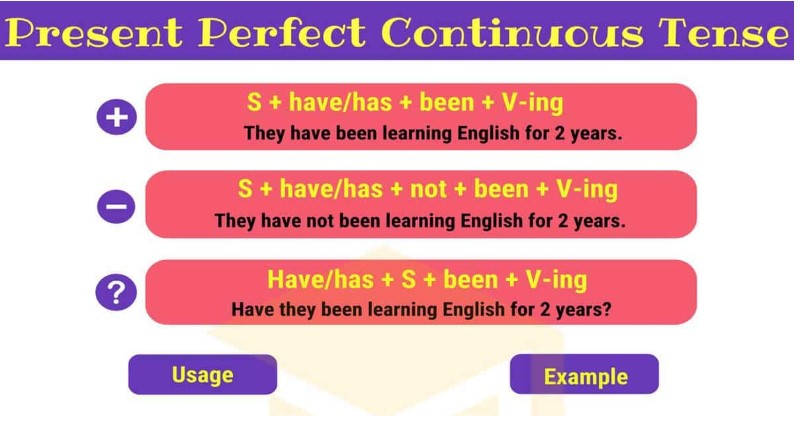 Present Perfect Continuous Tense
+
S + have/has + been + V-ing
They have been learning English for 2 years.
−
S + have/has + not + been + V-ing
They have not been learning English for 2 years.
?
Have/has + S + been + V-ing
Have they been learning English for 2 years?
Usage
Example